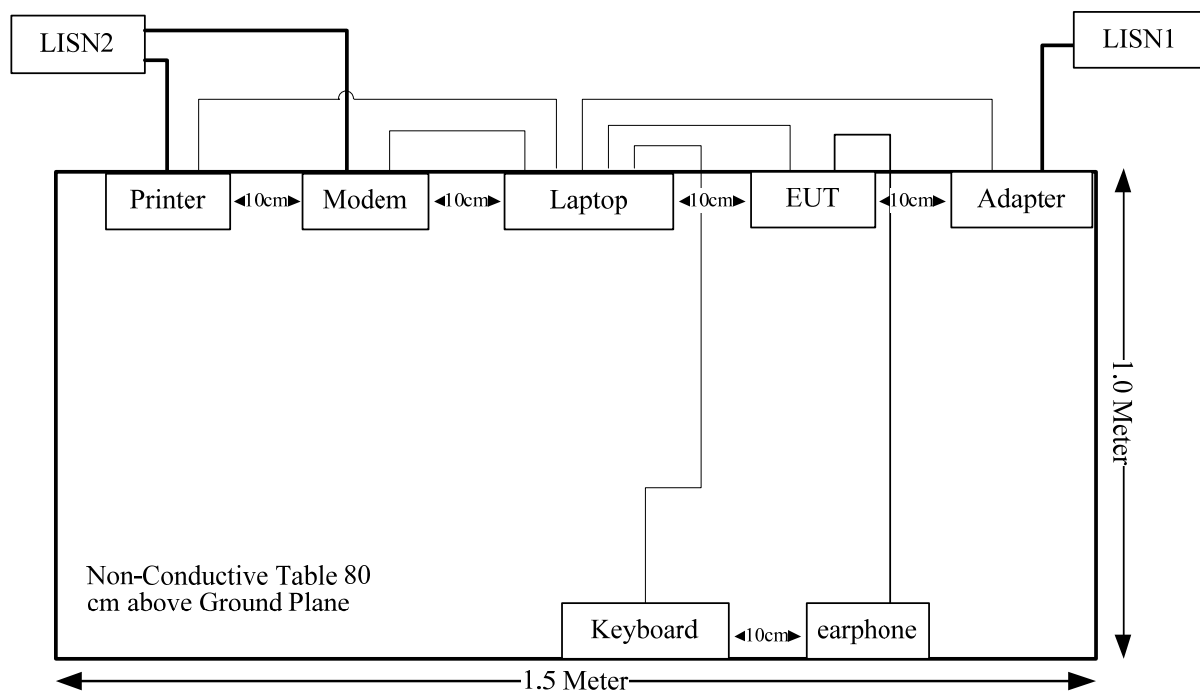 LISN2
LISN1
Printer
10cm
Modem
10cm
Laptop
10cm
EUT
10cm
Adapter
1.0 Meter
Non-Conductive Table 80
cm above Ground Plane
Keyboard
10cm
earphone
1.5 Meter